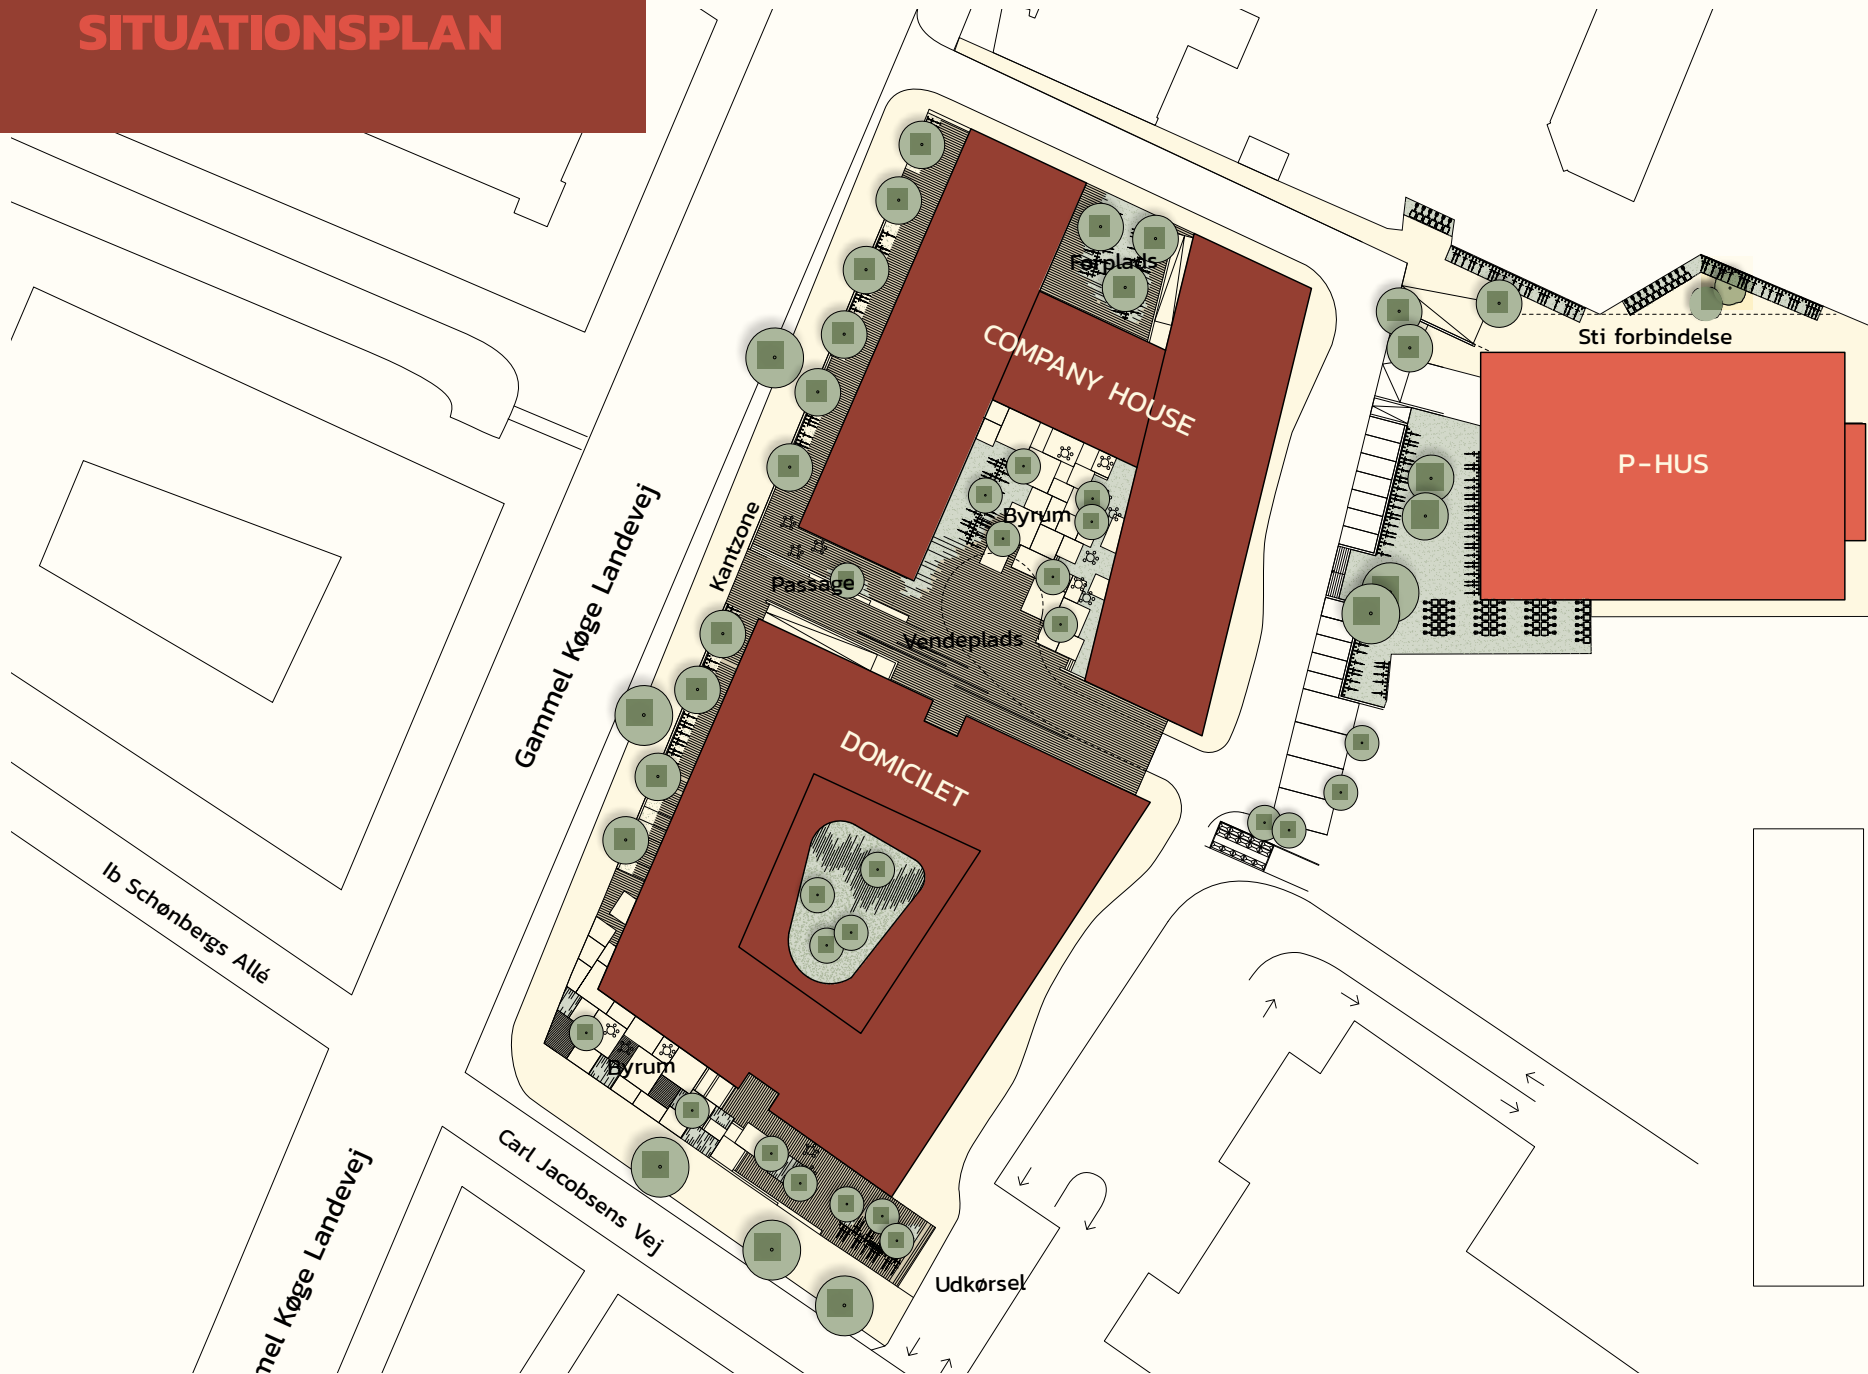 SITUATIONSPLAN
Forplads
COMPANY HOUSE
Sti forbindelse
P-HUS
Byrum
Kantzone
Passage
Gammel Køge Landevej
Vendeplads
DOMICILET
Ib Schønbergs Allé
Byrum
Carl Jacobsens Vej
mel Køge Landevej
Udkørsel